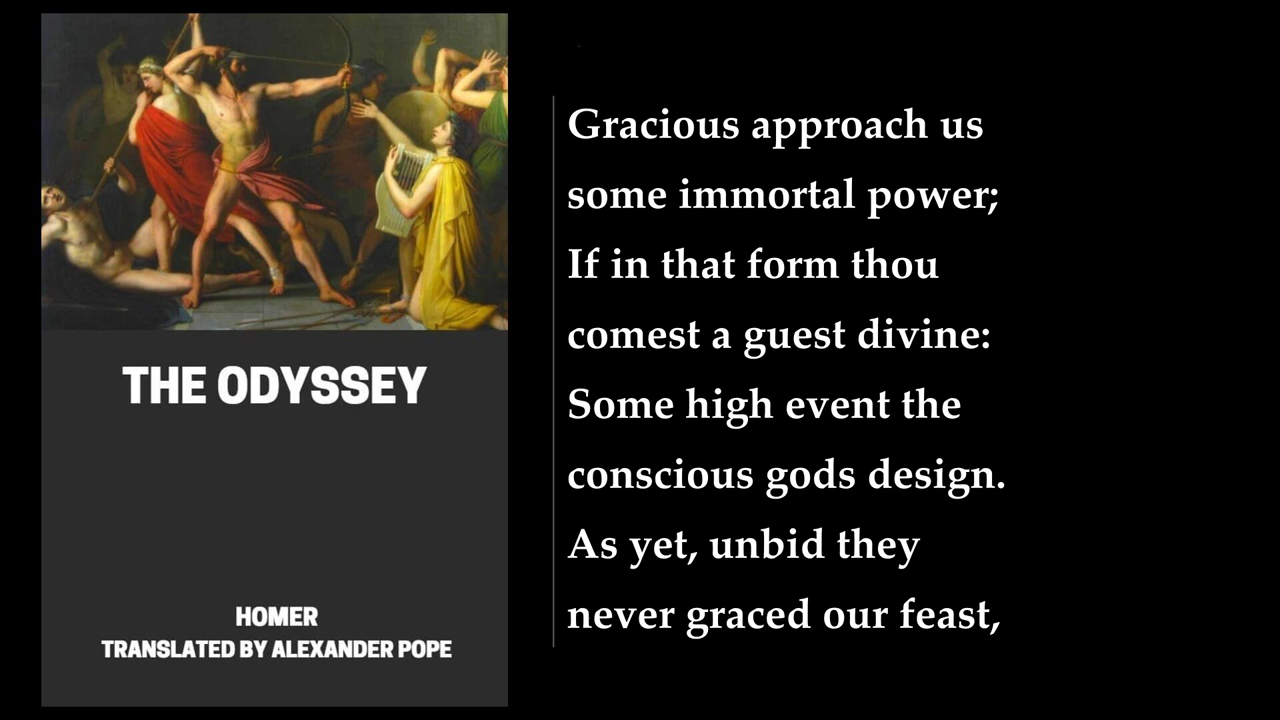 THE ODYSSEY
HOMER
TRANSLATED BY ALEXANDER POPE
Gracious approach us
some immortal power;
If in that form thou
comest a guest divine:
Some high event the
conscious gods design.
As yet, unbid they
never graced our feast,